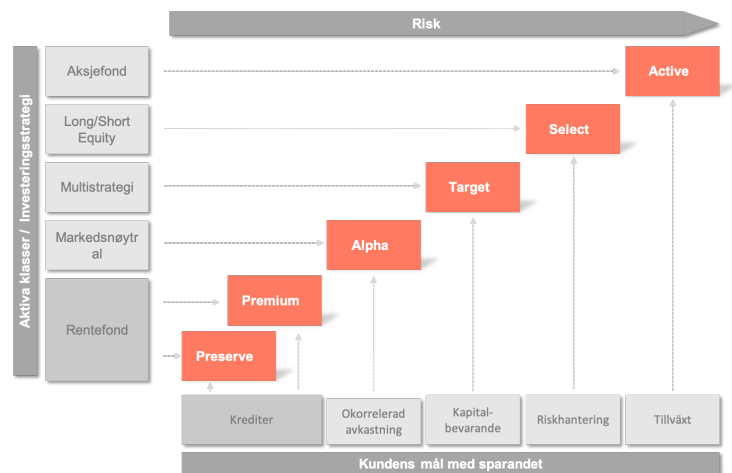 Risk
Aktiva klasser / Investeringsstrategi
Aksjefond
Active
Long/Short
Equity
Select
Multistrategi
Target
Markedsnøytr
al
Alpha
Rentefond
Premium
Preserve
Krediter
Okorrelerad
avkastning
Kapital-
bevarande
Riskhantering
Tillväxt
Kundens mål med sparandet